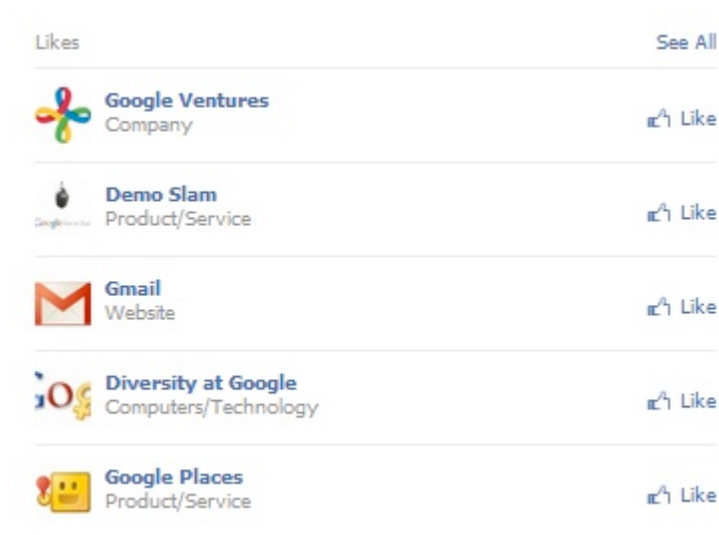 Likes See All
Google Ventures
Company
Like
Demo Slam
Product/Service
Like
Gmail
Website
Like
Diversity at Google
Computers/Technology
Like
Google Places
Product/Service
Like